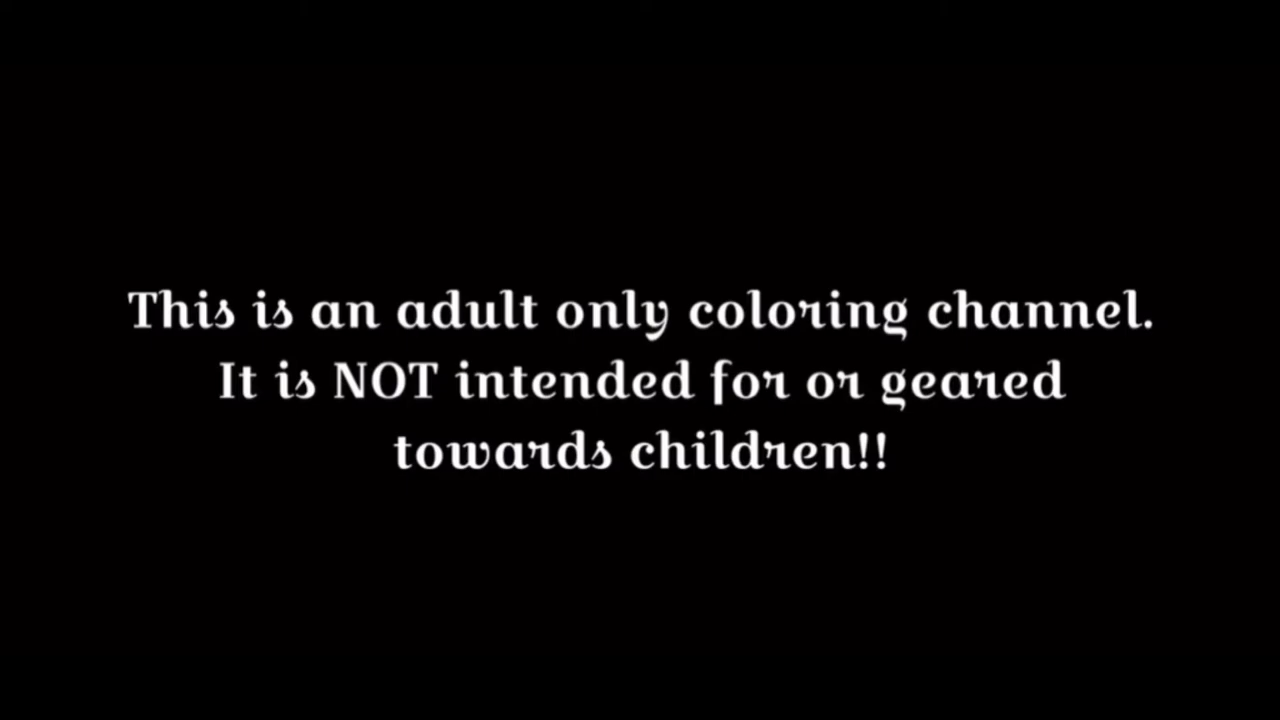 This is an adult only coloring channel.
It is NOT intended for or geared
towards children!!